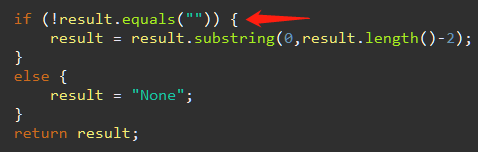 if (!result.equals("")) {
    result = result.substring(0,result.length()-2);
}
else {
    result = "None";
}
return result;